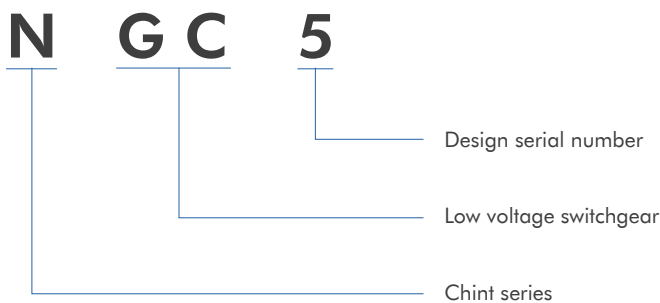 N GC 5
Design serial number
Low voltage switchgear
Chint series